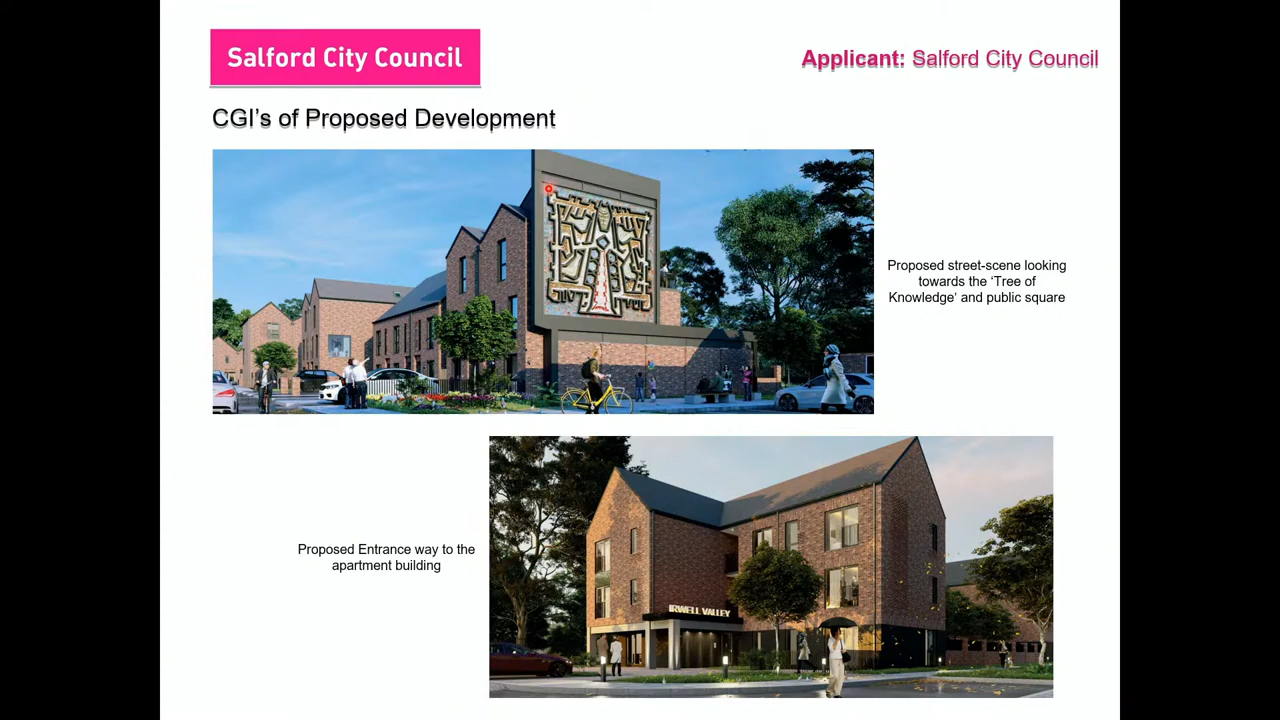 Salford City Council
Applicant: Salford City Council
CGI's of Proposed Development
Proposed street-scene looking
towards the 'Tree of
Knowledge' and public square
Proposed Entrance way to the
apartment building
IRWELL VALLEY